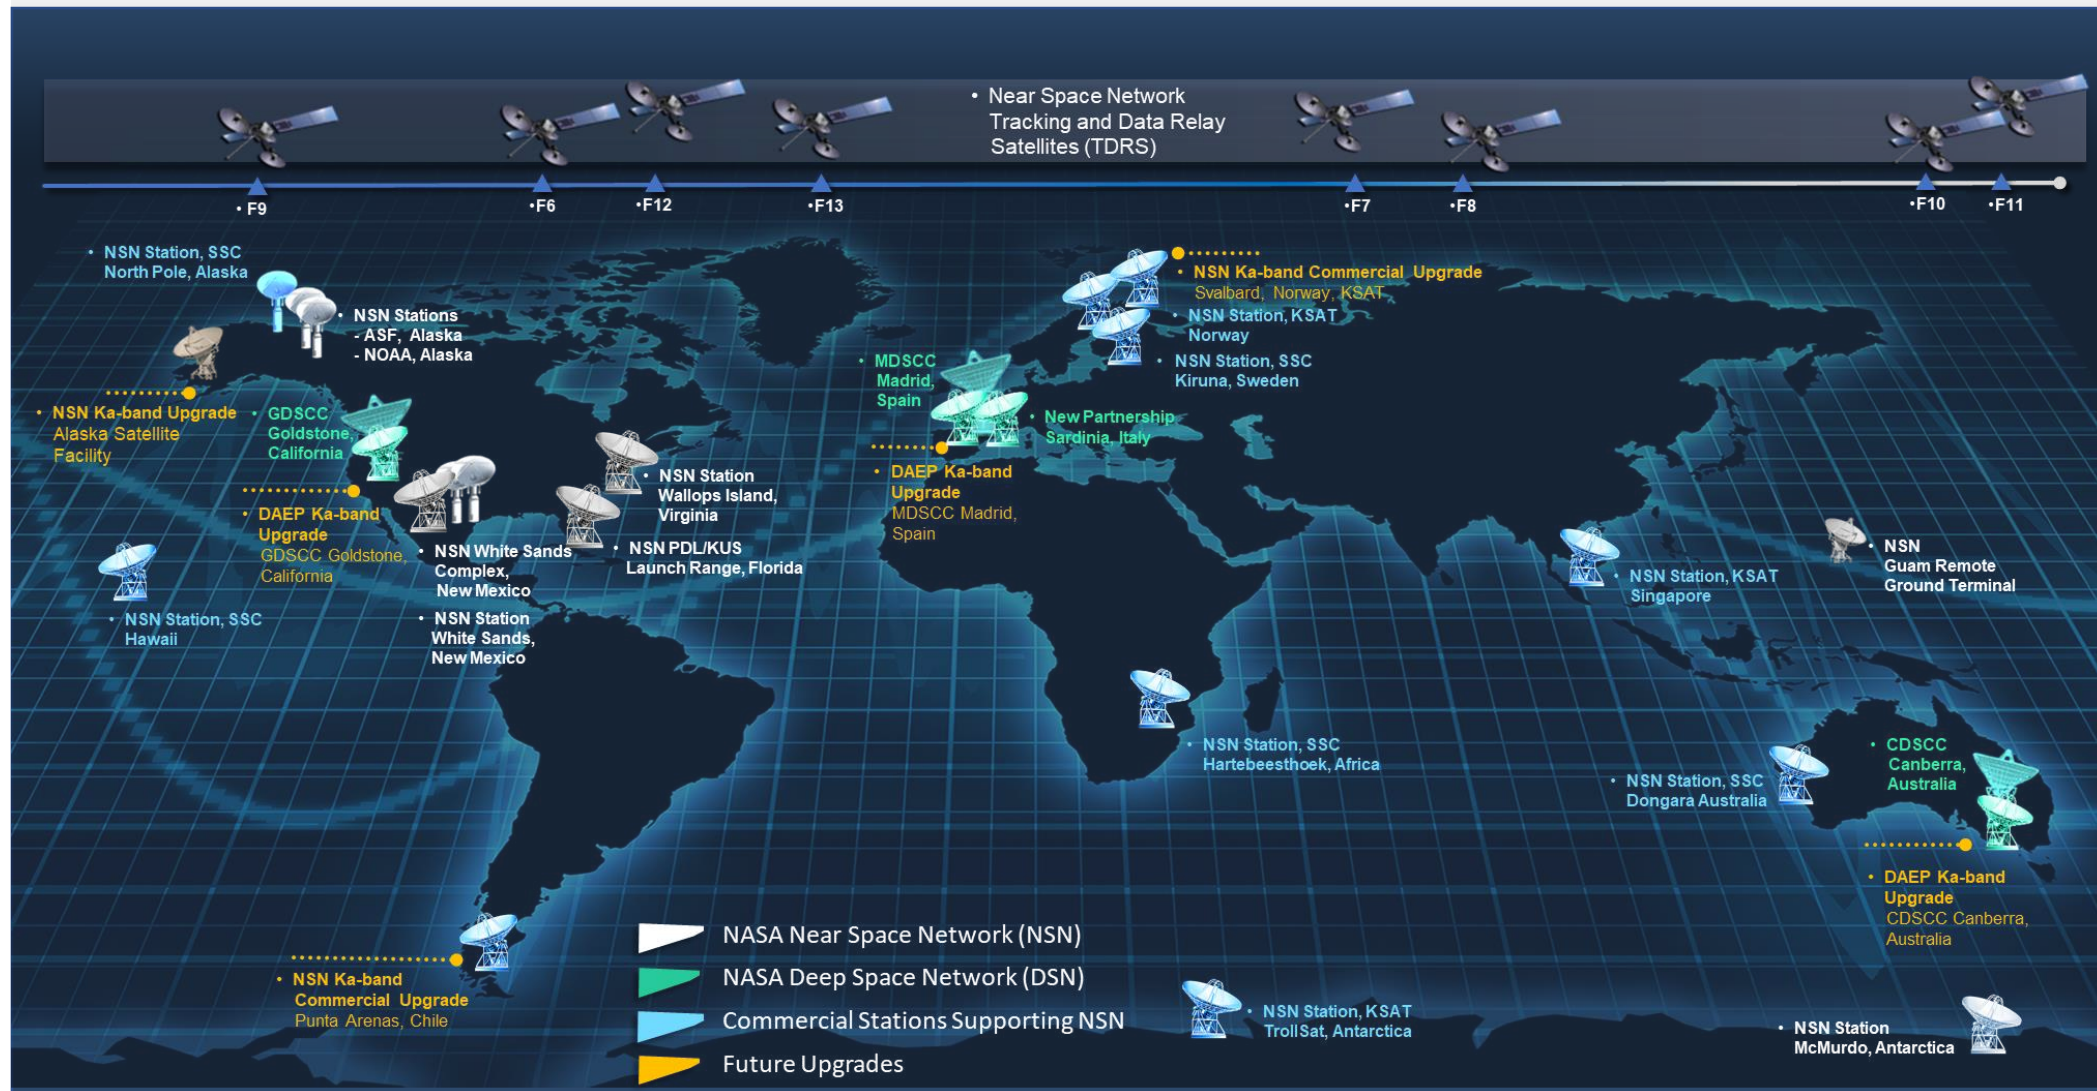 • Near Space Network
Tracking and Data Relay
Satellites (TDRS)
• F9
•F6
•F12
•F13
•F7
•F8
•F10
•F11
• NSN Station, SSC
North Pole, Alaska
• NSN Stations
- ASF, Alaska
- NOAA, Alaska
• NSN Ka-band Upgrade
Alaska Satellite
Facility
• GDSCC
Goldstone,
California
• DAEP Ka-band
Upgrade
GDSCC Goldstone,
California
• NSN Station, SSC
Hawaii
• NSN White Sands
Complex,
New Mexico
• NSN Station
White Sands,
New Mexico
• NSN Station
Wallops Island,
Virginia
• NSN PDL/KUS
Launch Range, Florida
• MDSCC
Madrid,
Spain
• New Partnership
Sardinia, Italy
• DAEP Ka-band
Upgrade
MDSCC Madrid,
Spain
• NSN Ka-band Commercial Upgrade
Svalbard, Norway, KSAT
• NSN Station, KSAT
Norway
• NSN Station, SSC
Kiruna, Sweden
• NSN Station, KSAT
Singapore
• NSN
Guam Remote
Ground Terminal
• NSN Station, SSC
Hartebeesthoek, Africa
• NSN Station, SSC
Dongara Australia
• CDSCC
Canberra,
Australia
• DAEP Ka-band
Upgrade
CDSCC Canberra,
Australia
• NSN Ka-band
Commercial Upgrade
Punta Arenas, Chile
NASA Near Space Network (NSN)
NASA Deep Space Network (DSN)
Commercial Stations Supporting NSN
Future Upgrades
• NSN Station, KSAT
TrollSat, Antarctica
• NSN Station
McMurdo, Antarctica